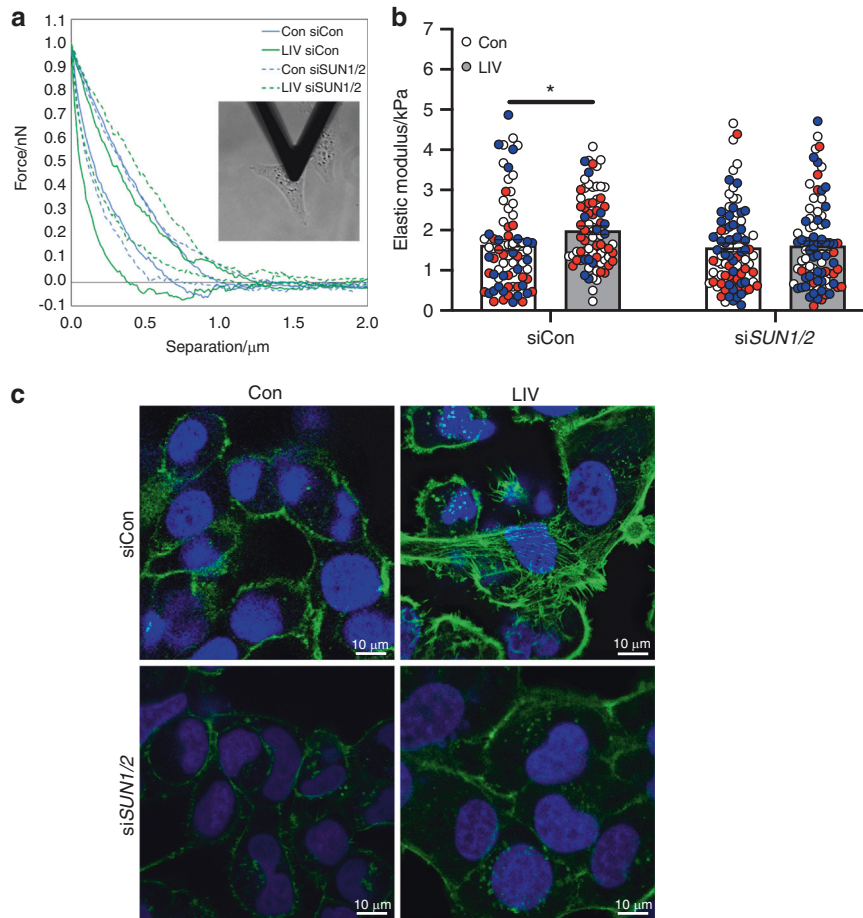 a
1.1
1.0
0.9
0.8
0.7
0.6
0.5
0.4
0.3
0.2
0.1
0.0
-0.1
Force/nN
0.0 0.5 1.0 1.5 2.0
Separation/μm
Con siCon
LIV siCon
Con siSUN1/2
LIV siSUN1/2
b
Con
LIV
7
6
5
4
3
2
1
0
Elastic modulus/kPa
*
siCon siSUN1/2
c
Con LIV
siCon
10 μm 10 μm
siSUN1/2
10 μm 10 μm